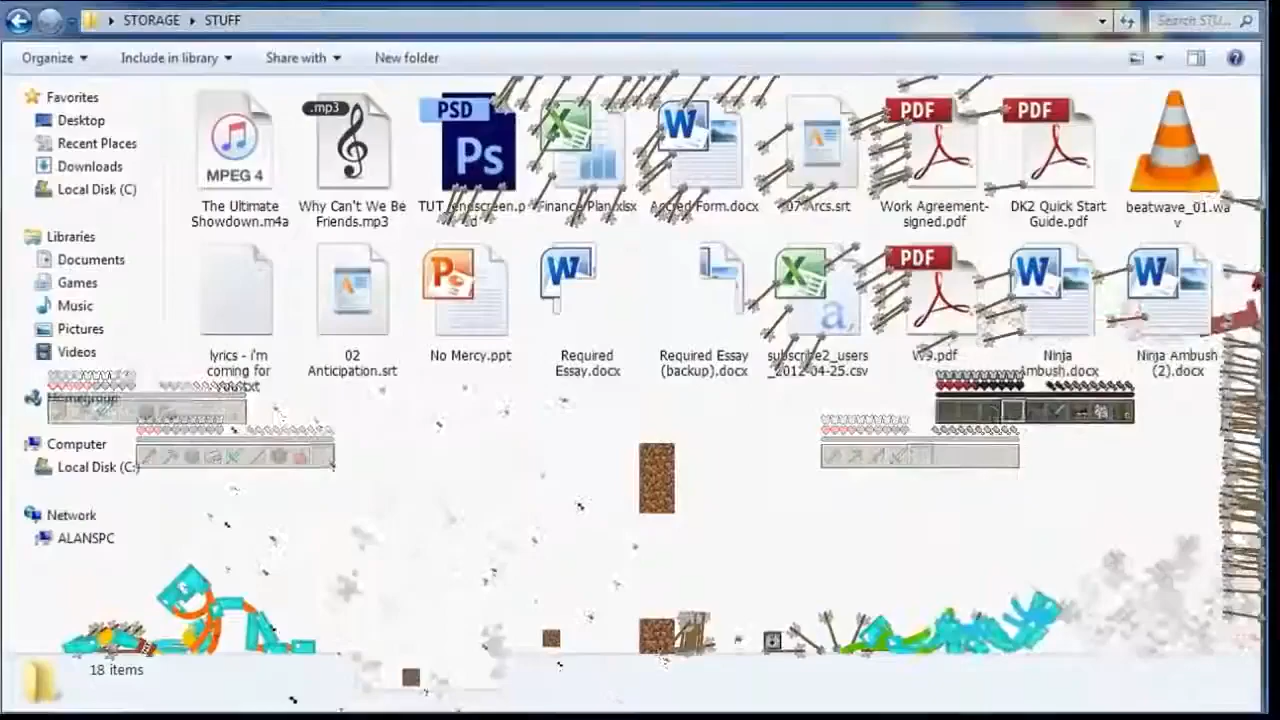 STORAGE STUFF Search STU...
Organize Include in library Share with New folder
Favorites
Desktop
Recent Places
Downloads
Local Disk (C)
Libraries
Documents
Games
Music
Pictures
Videos
Homegroup
Computer
Local Disk (C:)
Network
ALANSPC
MPEG 4
The Ultimate
Showdown.m4a
.mp3
Why Can't We Be
Friends.mp3
PSD
Ps
TUT
Finance Plan.xlsx
W
Form.docx
07 Arcs.srt
PDF
Work Agreement-
signed.pdf
PDF
DK2 Quick Start
Guide.pdf
beatwave_01.wa
v
lyrics - i'm
coming for
txt
02
Anticipation.srt
No Mercy.ppt
W
Required
Essay.docx
Required Essay
(backup).docx
a,
subscribe2_users
_2012-04-25.csv
PDF
W9.pdf
W
Ninja
Ambush.docx
W
Ninja Ambush
(2).docx
18 items